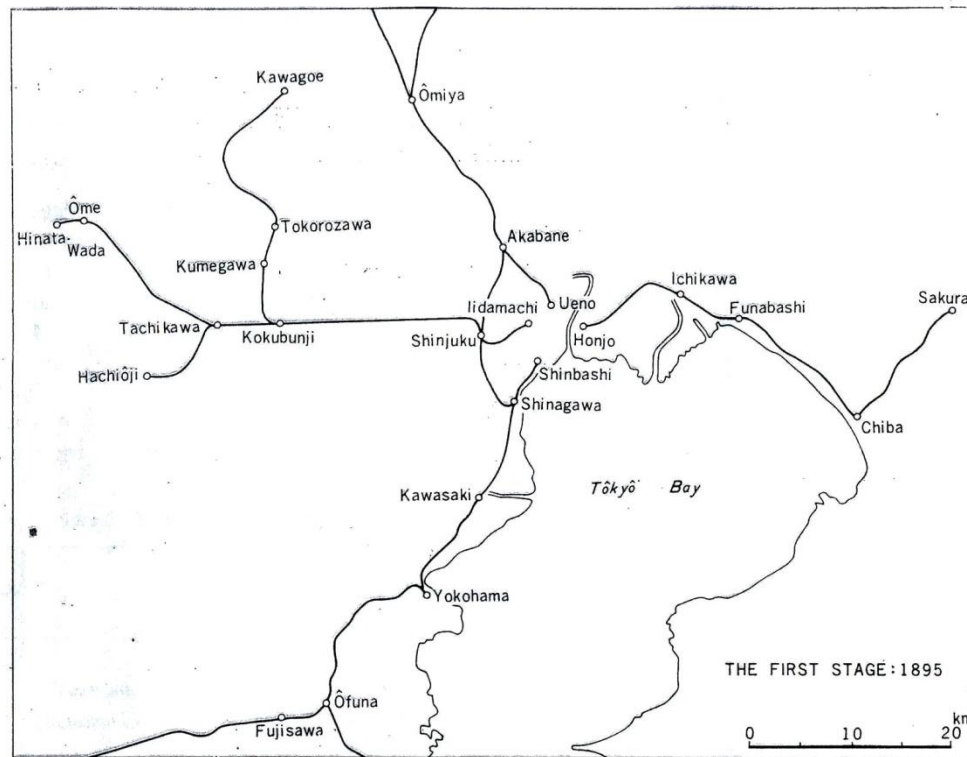 Kawagoe
Ômiya
Ôme
Hinata-
Wada
Tokorozawa
Akabane
Kumegawa
Ichikawa
Iidamachi
Ueno
Funabashi
Sakura
Tachikawa
Kokubunji
Shinjuku
Honjo
Hachiôji
Shinbashi
Shinagawa
Chiba
Kawasaki
Tôkyô Bay
Yokohama
THE FIRST STAGE:1895
Ôfuna
Fujisawa
km
0 10 20